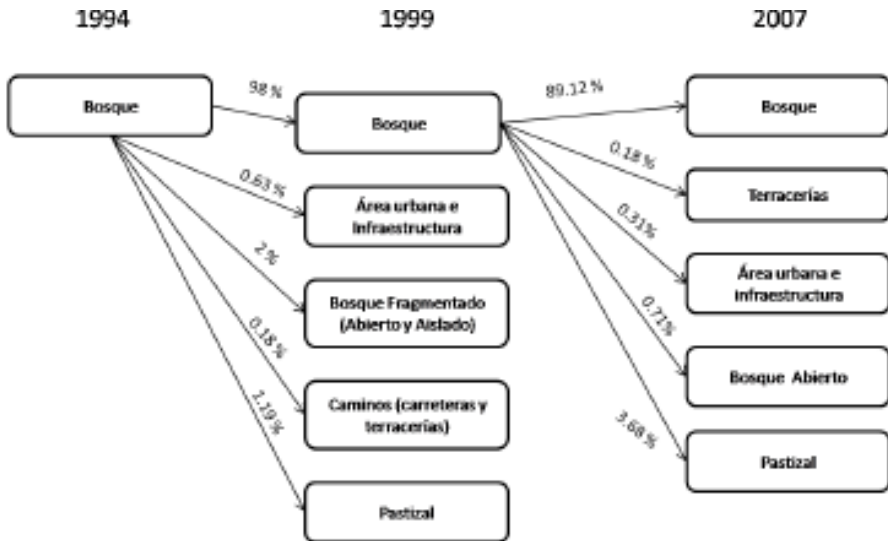 1994
1999
2007
Bosque
98 %
Bosque
89.12 %
Bosque
0.63 %
Área urbana e
Infraestructura
0.18 %
Terracerías
2 %
Bosque Fragmentado
(Abierto y Aislado)
0.31%
Área urbana e
infraestructura
0.18 %
Caminos (carreteras y
terracerías)
0.71%
Bosque Abierto
1.19 %
Pastizal
3.68 %
Pastizal